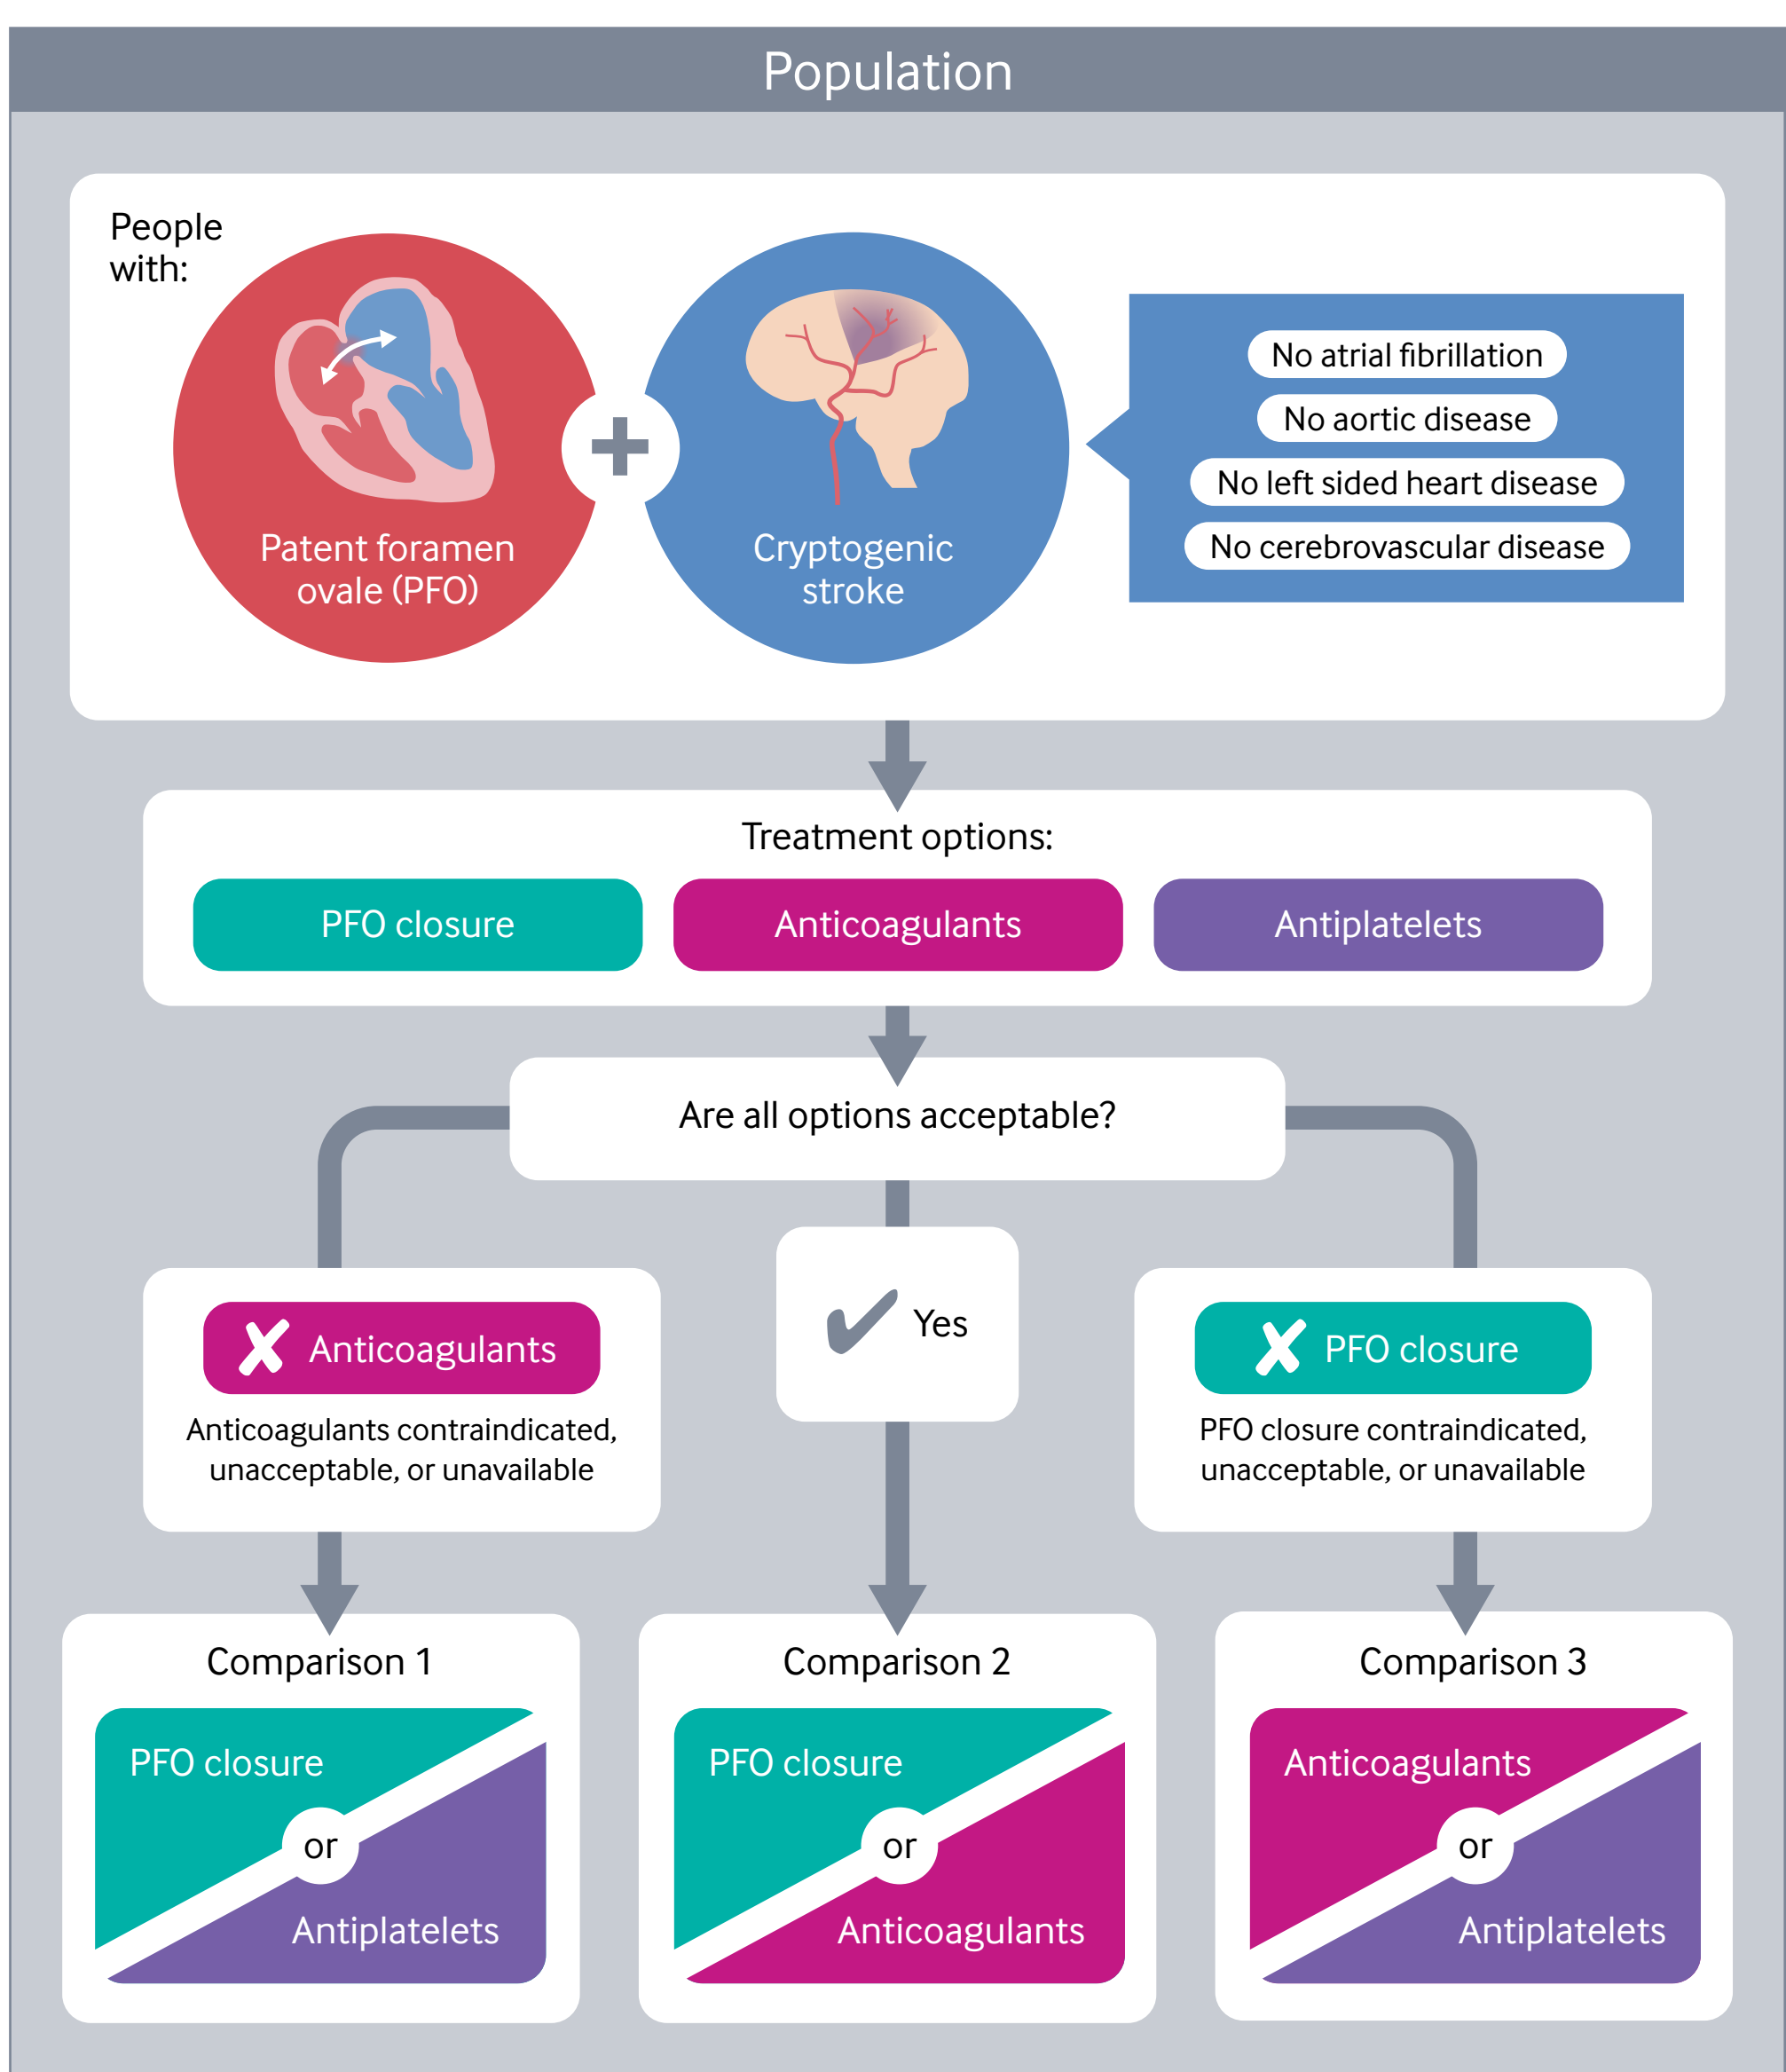 Population
People
with:
Patent foramen
ovale (PFO)
Cryptogenic
stroke
No atrial fibrillation
No aortic disease
No left sided heart disease
No cerebrovascular disease
Treatment options:
PFO closure
Anticoagulants
Antiplatelets
Are all options acceptable?
Anticoagulants
Anticoagulants contraindicated,
unacceptable, or unavailable
Yes
PFO closure
PFO closure contraindicated,
unacceptable, or unavailable
Comparison 1
PFO closure
or
Antiplatelets
Comparison 2
PFO closure
or
Anticoagulants
Comparison 3
Anticoagulants
or
Antiplatelets